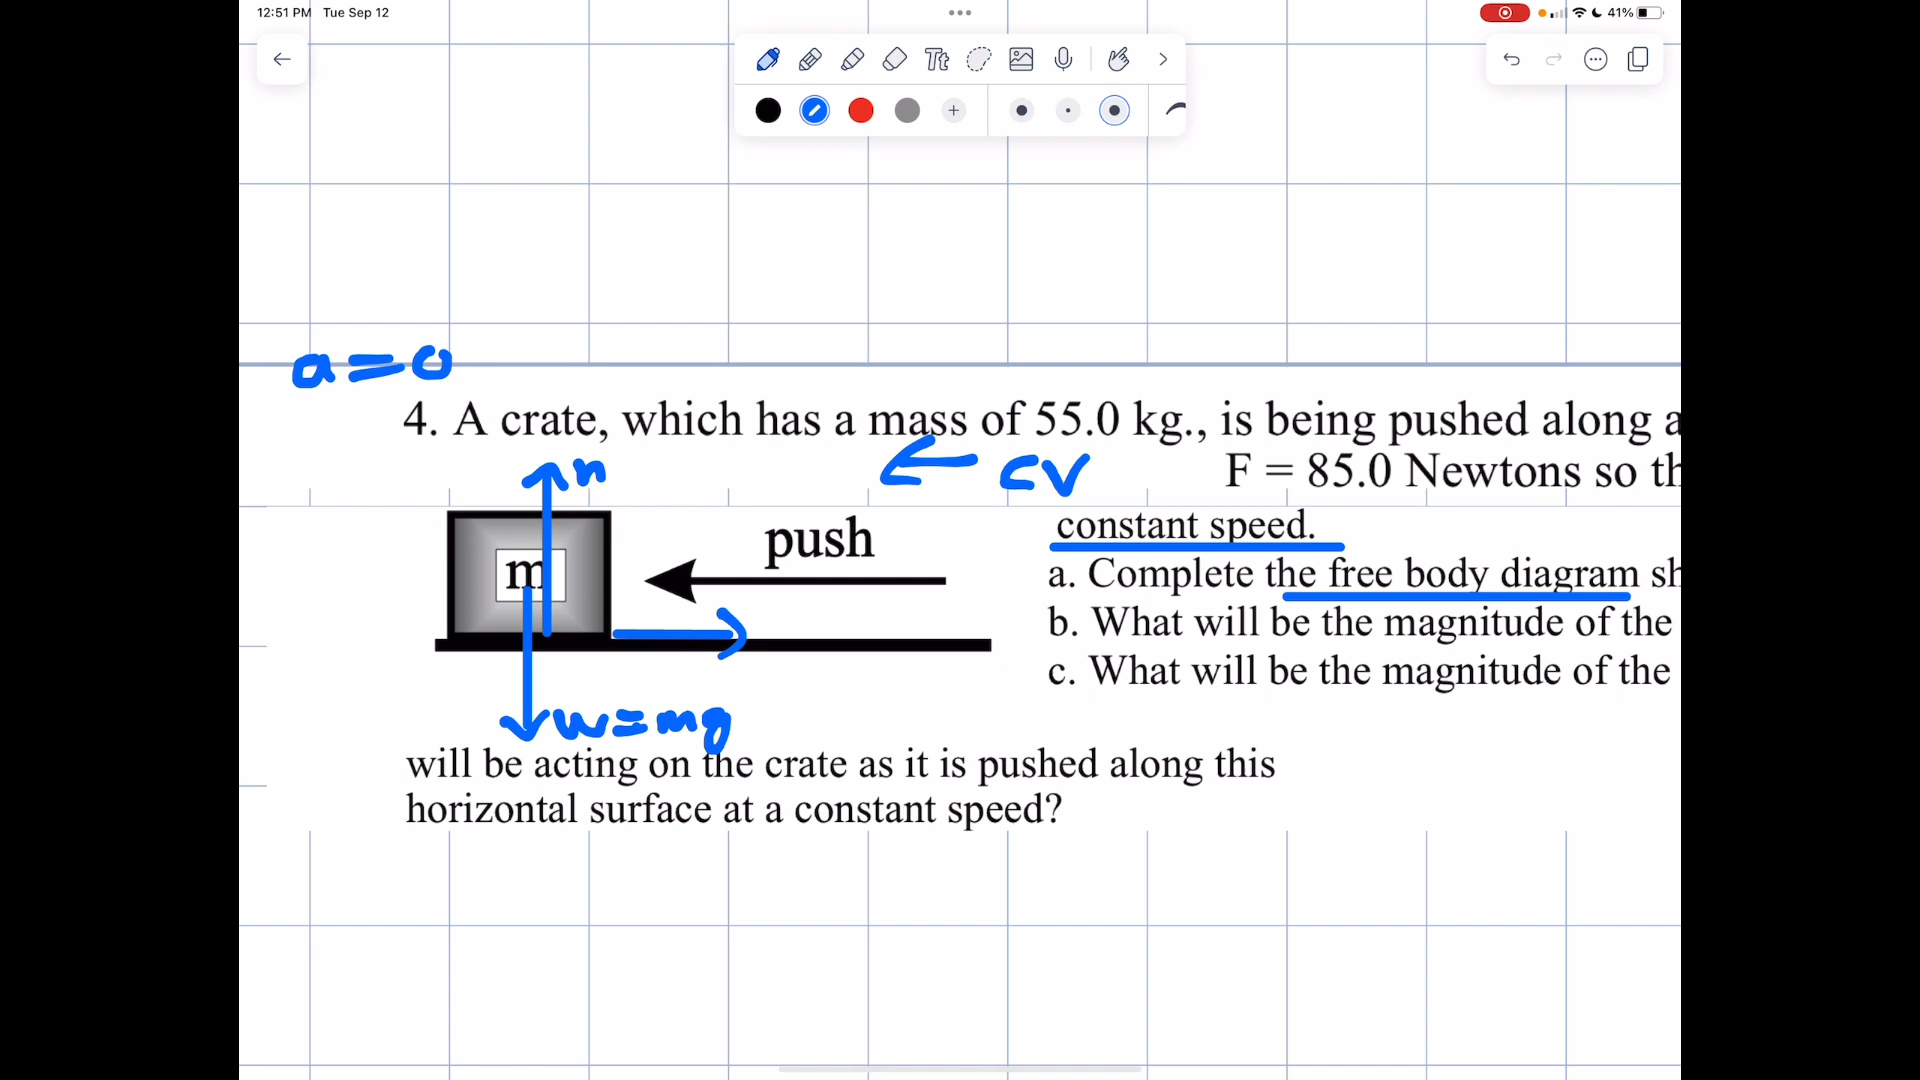 12:51 PM Tue Sep 12
41%
Tt
a=0
4. A crate, which has a mass of 55.0 kg., is being pushed along a
F = 85.0 Newtons so th
n
cv
push
m
constant speed.
a. Complete the free body diagram sh
b. What will be the magnitude of the
c. What will be the magnitude of the
w=mg
will be acting on the crate as it is pushed along this
horizontal surface at a constant speed?